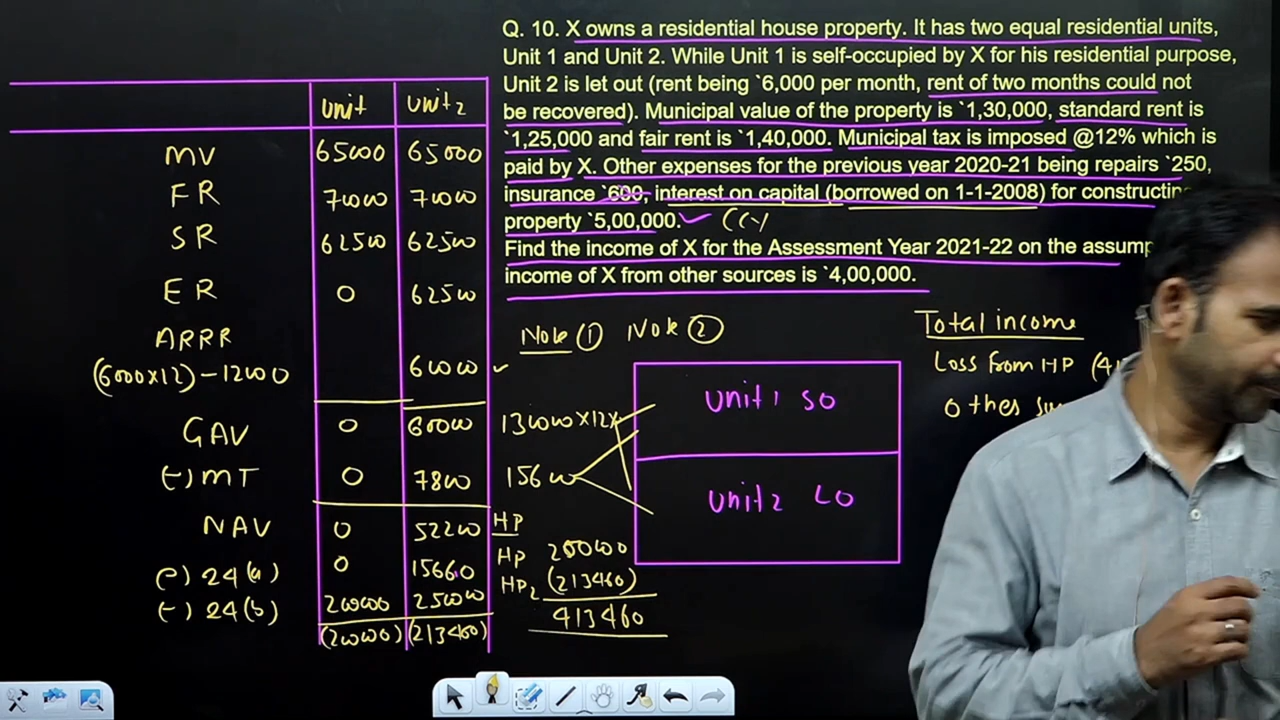 Q. 10. X owns a residential house property. It has two equal residential units,
Unit 1 and Unit 2. While Unit 1 is self-occupied by X for his residential purpose,
Unit 2 is let out (rent being `6,000 per month, rent of two months could not
be recovered). Municipal value of the property is `1,30,000, standard rent is
`1,25,000 and fair rent is `1,40,000. Municipal tax is imposed @12% which is
paid by X. Other expenses for the previous year 2020-21 being repairs `250,
insurance `600, interest on capital (borrowed on 1-1-2008) for constructin
property `5,00,000. (CY
Find the income of X for the Assessment Year 2021-22 on the assump
income of X from other sources is `4,00,000.
Unit Unit 2
MV 65000 65000
FR 70000 70000
SR 62500 62500
ER 0 62500
ARRR
(6000x12) - 12000 60000
GAV 0 60000
(-) MT 0 7800
NAV 0 52200
(-) 24(a) 0 15660
(-) 24(b) 200000 250000
(200000) (213460)
Note 1 Note 2
130000 x 12%
15600
Unit 1 SO
Unit 2 LO
HP
HP 200000
HP2 (213460)
413460
Total income
Loss from HP (4
Other